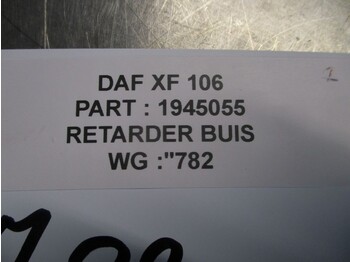 DAF XF 106
PART : 1945055
RETARDER BUIS
WG :"782